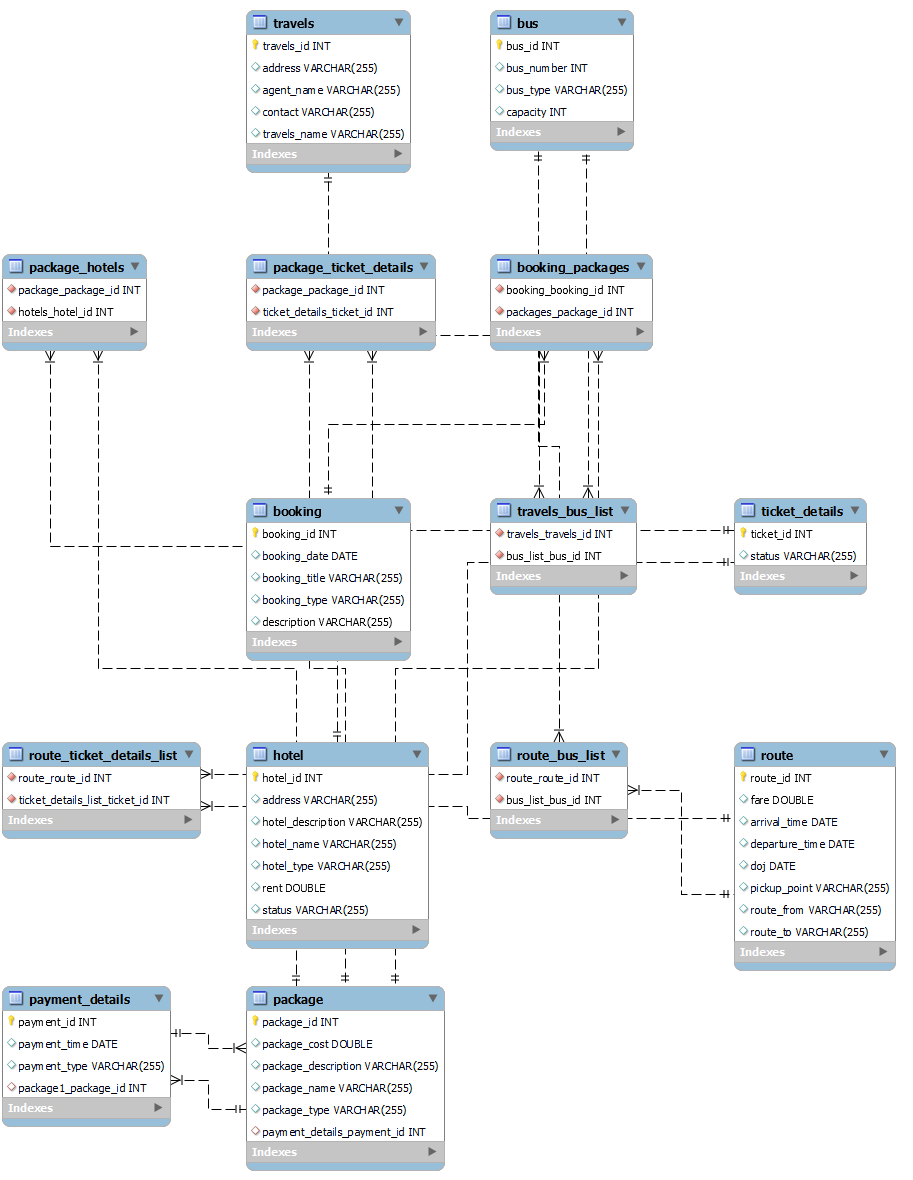 travels
travels_id INT
address VARCHAR(255)
agent_name VARCHAR(255)
contact VARCHAR(255)
travels_name VARCHAR(255)
Indexes
bus
bus_id INT
bus_number INT
bus_type VARCHAR(255)
capacity INT
Indexes
package_hotels
package_package_id INT
hotels_hotel_id INT
Indexes
package_ticket_details
package_package_id INT
ticket_details_ticket_id INT
Indexes
booking_packages
booking_booking_id INT
packages_package_id INT
Indexes
booking
booking_id INT
booking_date DATE
booking_title VARCHAR(255)
booking_type VARCHAR(255)
description VARCHAR(255)
Indexes
travels_bus_list
travels_travels_id INT
bus_list_bus_id INT
Indexes
ticket_details
ticket_id INT
status VARCHAR(255)
Indexes
route_ticket_details_list
route_route_id INT
ticket_details_list_ticket_id INT
Indexes
hotel
hotel_id INT
address VARCHAR(255)
hotel_description VARCHAR(255)
hotel_name VARCHAR(255)
hotel_type VARCHAR(255)
rent DOUBLE
status VARCHAR(255)
Indexes
route_bus_list
route_route_id INT
bus_list_bus_id INT
Indexes
route
route_id INT
fare DOUBLE
arrival_time DATE
departure_time DATE
doj DATE
pickup_point VARCHAR(255)
route_from VARCHAR(255)
route_to VARCHAR(255)
Indexes
payment_details
payment_id INT
payment_time DATE
payment_type VARCHAR(255)
package1_package_id INT
Indexes
package
package_id INT
package_cost DOUBLE
package_description VARCHAR(255)
package_name VARCHAR(255)
package_type VARCHAR(255)
payment_details_payment_id INT
Indexes